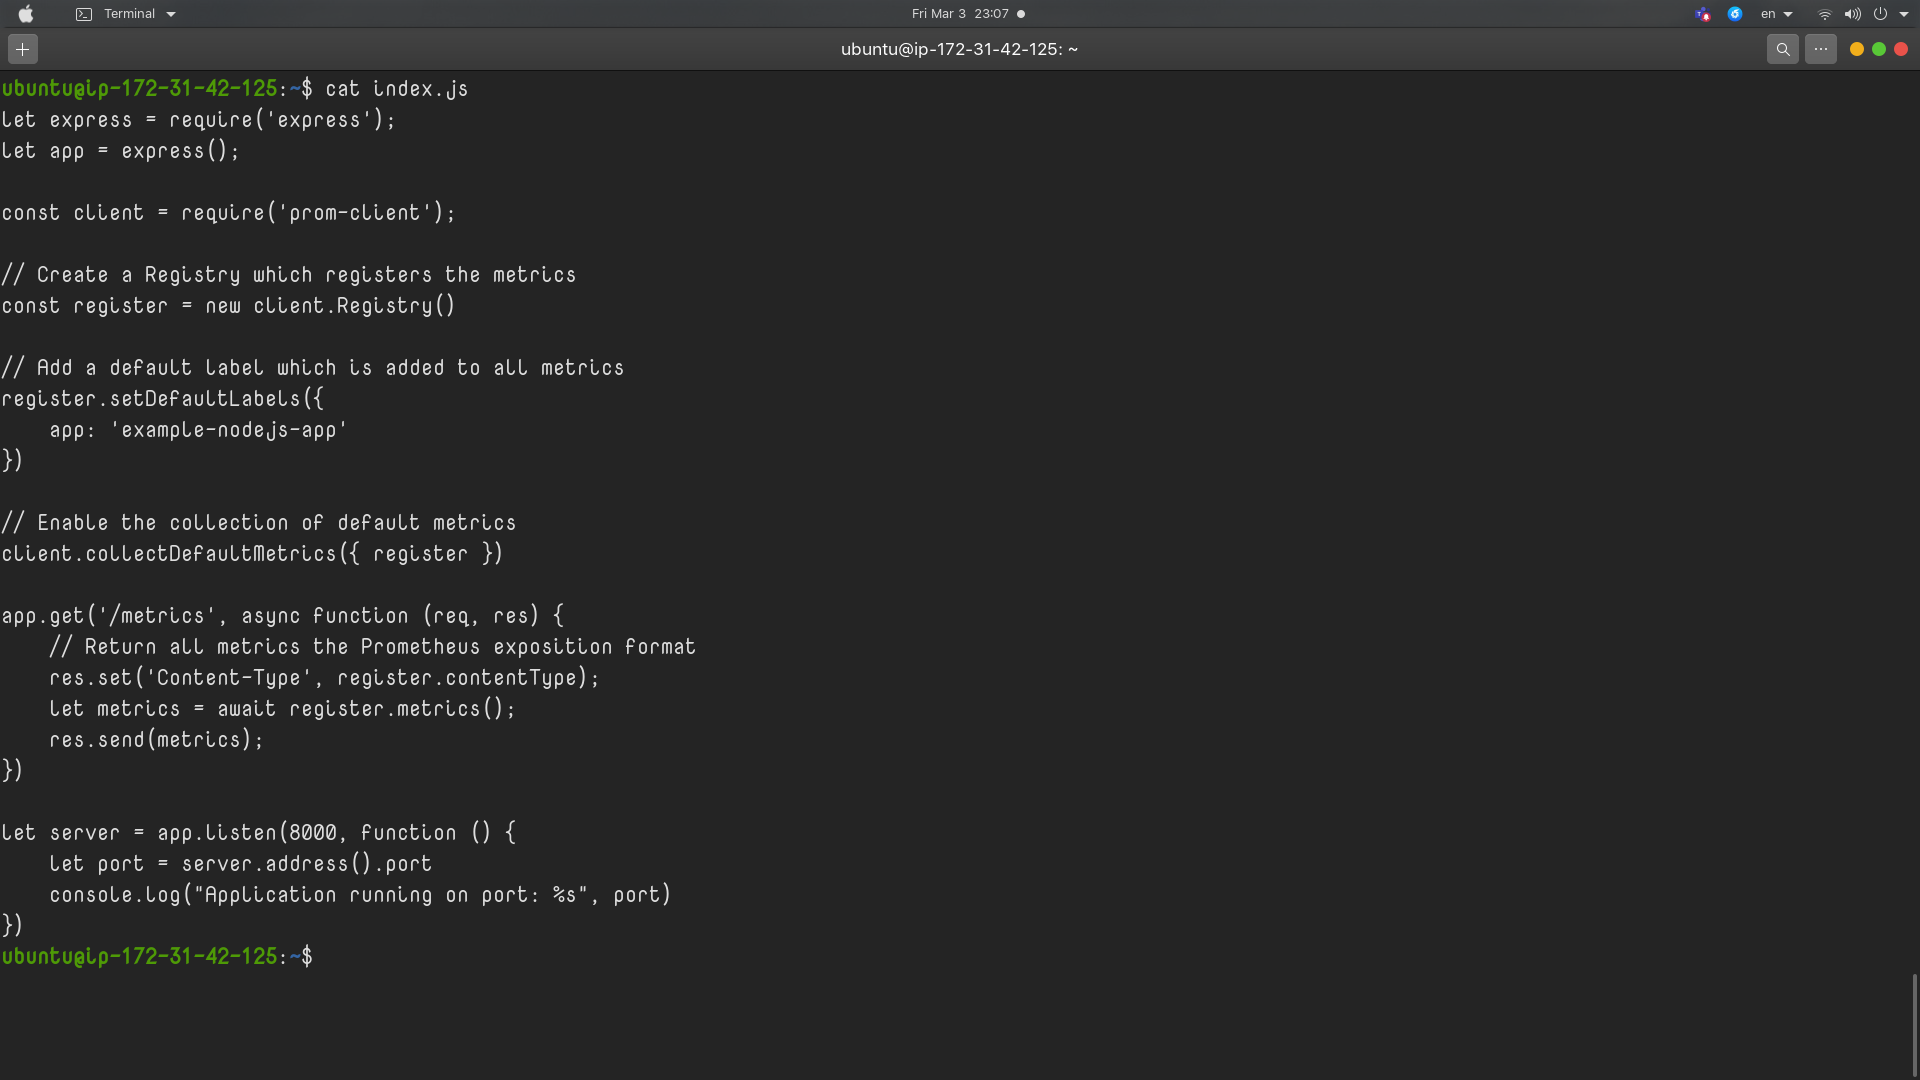 Terminal
Fri Mar 3 23:07
en
ubuntu@ip-172-31-42-125: ~
ubuntu@ip-172-31-42-125:~$ cat index.js
let express = require('express');
let app = express();

const client = require('prom-client');

// Create a Registry which registers the metrics
const register = new client.Registry()

// Add a default label which is added to all metrics
register.setDefaultLabels({
    app: 'example-nodejs-app'
})

// Enable the collection of default metrics
client.collectDefaultMetrics({ register })

app.get('/metrics', async function (req, res) {
    // Return all metrics the Prometheus exposition format
    res.set('Content-Type', register.contentType);
    let metrics = await register.metrics();
    res.send(metrics);
})

let server = app.listen(8000, function () {
    let port = server.address().port
    console.log("Application running on port: %s", port)
})
ubuntu@ip-172-31-42-125:~$